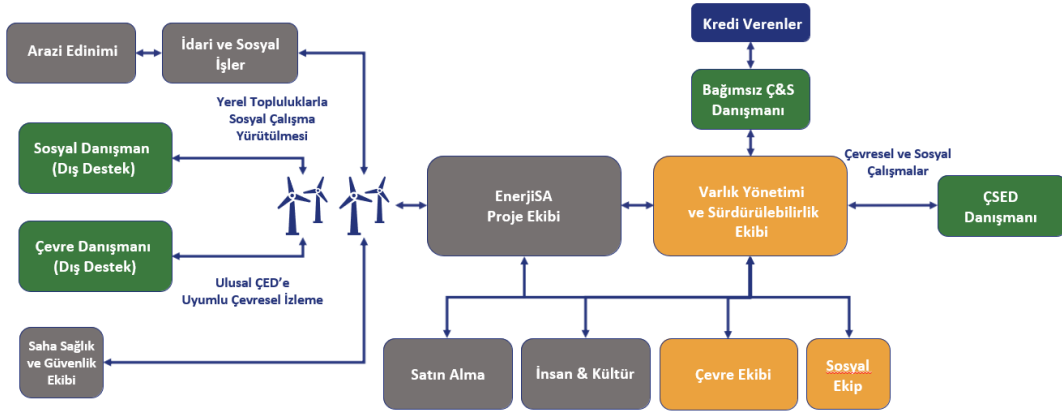 Kredi Verenler
Arazi Edinimi
İdari ve Sosyal
İşler
Bağımsız Ç&S
Danışmanı
Yerel Topluluklarla
Sosyal Çalışma
Yürütülmesi
Sosyal Danışman
(Dış Destek)
EnerjiSA
Proje Ekibi
Varlık Yönetimi
ve Sürdürülebilirlik
Ekibi
Çevresel ve Sosyal
Çalışmalar
ÇSED
Danışmanı
Çevre Danışmanı
(Dış Destek)
Ulusal ÇED’e
Uyumlu Çevresel İzleme
Saha Sağlık
ve Güvenlik
Ekibi
Satın Alma
İnsan & Kültür
Çevre Ekibi
Sosyal
Ekip